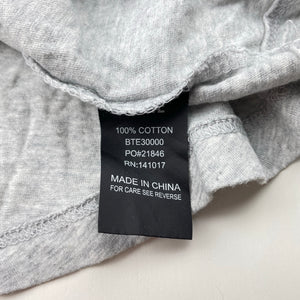 100% COTTON
BTE30000
PO#21846
RN:141017
MADE IN CHINA
FOR CARE SEE REVERSE